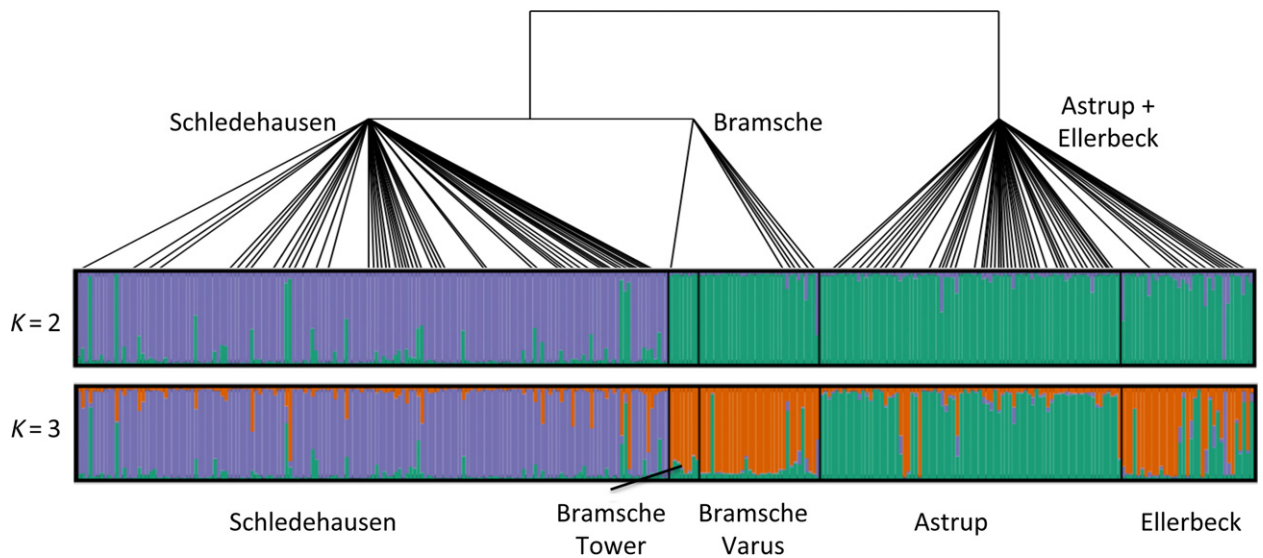 Schledehausen
Bramsche
Astrup +
Ellerbeck
K = 2
K = 3
Schledehausen
Bramsche
Tower
Bramsche
Varus
Astrup
Ellerbeck